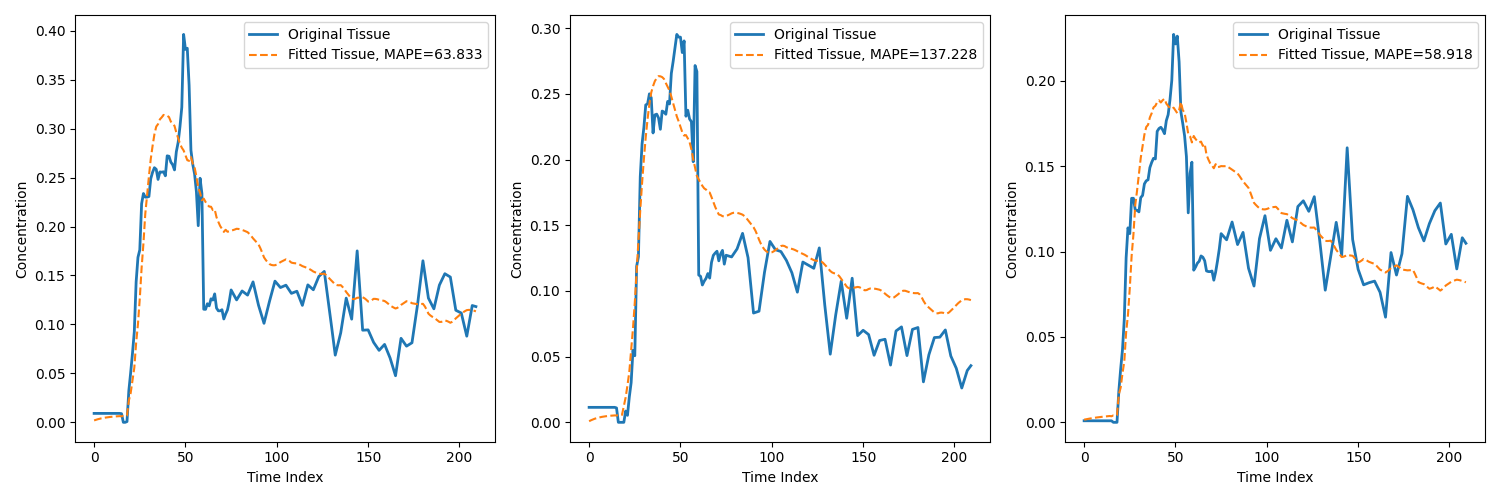 Original Tissue
Fitted Tissue, MAPE=63.833
Concentration
0.40
0.35
0.30
0.25
0.20
0.15
0.10
0.05
0.00
0 50 100 150 200
Time Index
Original Tissue
Fitted Tissue, MAPE=137.228
Concentration
0.30
0.25
0.20
0.15
0.10
0.05
0.00
0 50 100 150 200
Time Index
Original Tissue
Fitted Tissue, MAPE=58.918
Concentration
0.20
0.15
0.10
0.05
0.00
0 50 100 150 200
Time Index